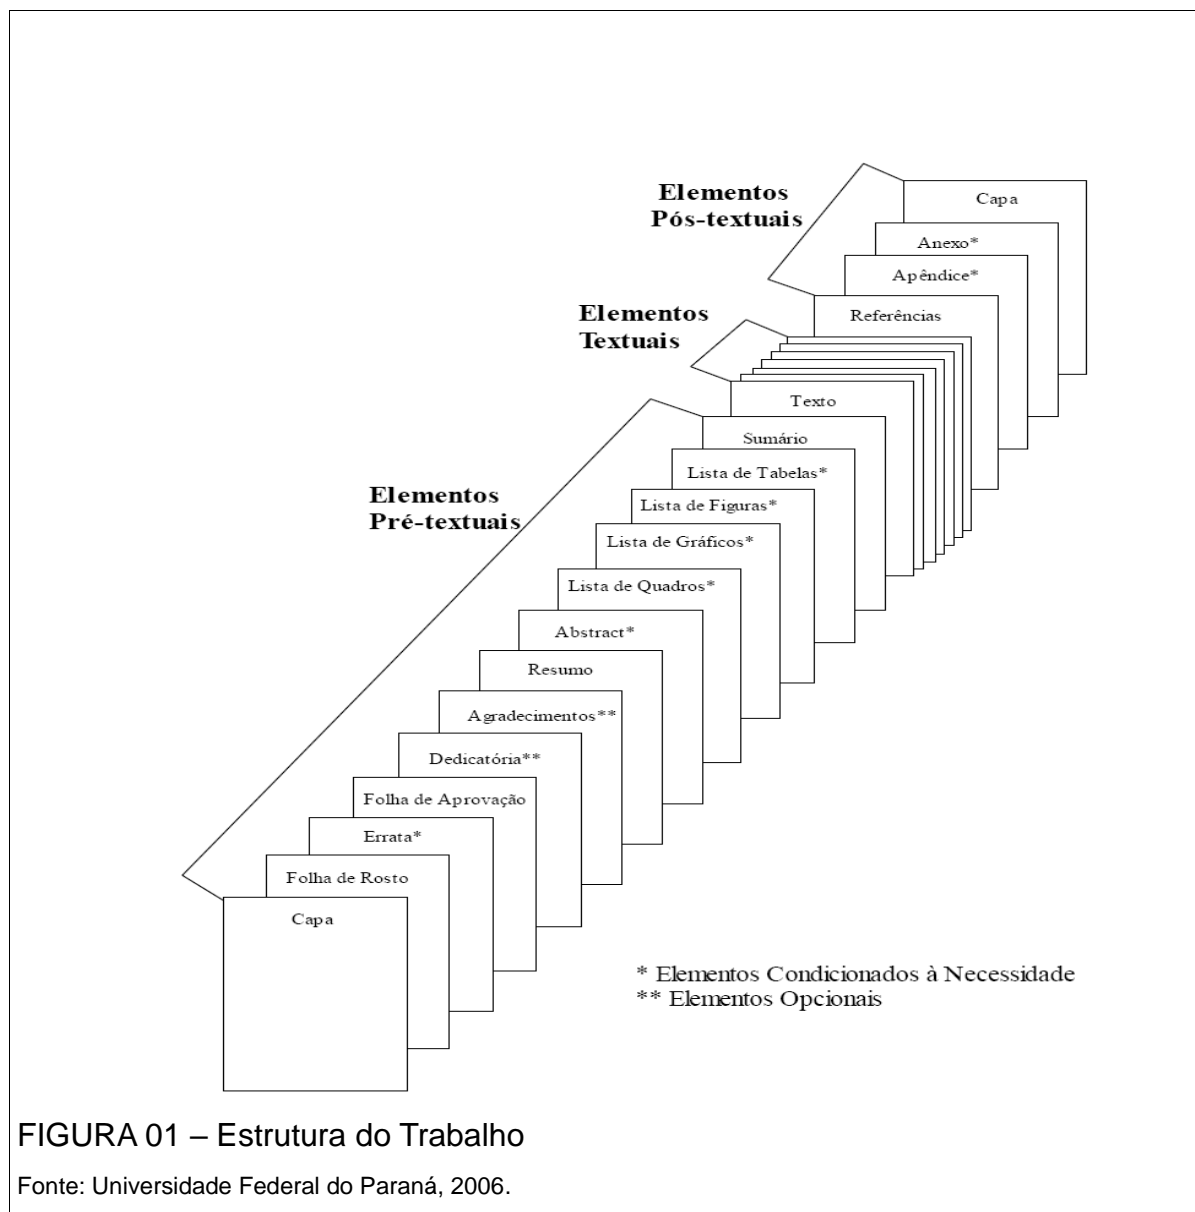 Elementos
Pós-textuais
Capa
Anexo*
Apêndice*
Referências
Elementos
Textuais
Texto
Sumário
Lista de Tabelas*
Elementos
Pré-textuais
Lista de Figuras*
Lista de Gráficos*
Lista de Quadros*
Abstract*
Resumo
Agradecimentos**
Dedicatória**
Folha de Aprovação
Errata*
Folha de Rosto
Capa
* Elementos Condicionados à Necessidade
** Elementos Opcionais
FIGURA 01 – Estrutura do Trabalho
Fonte: Universidade Federal do Paraná, 2006.